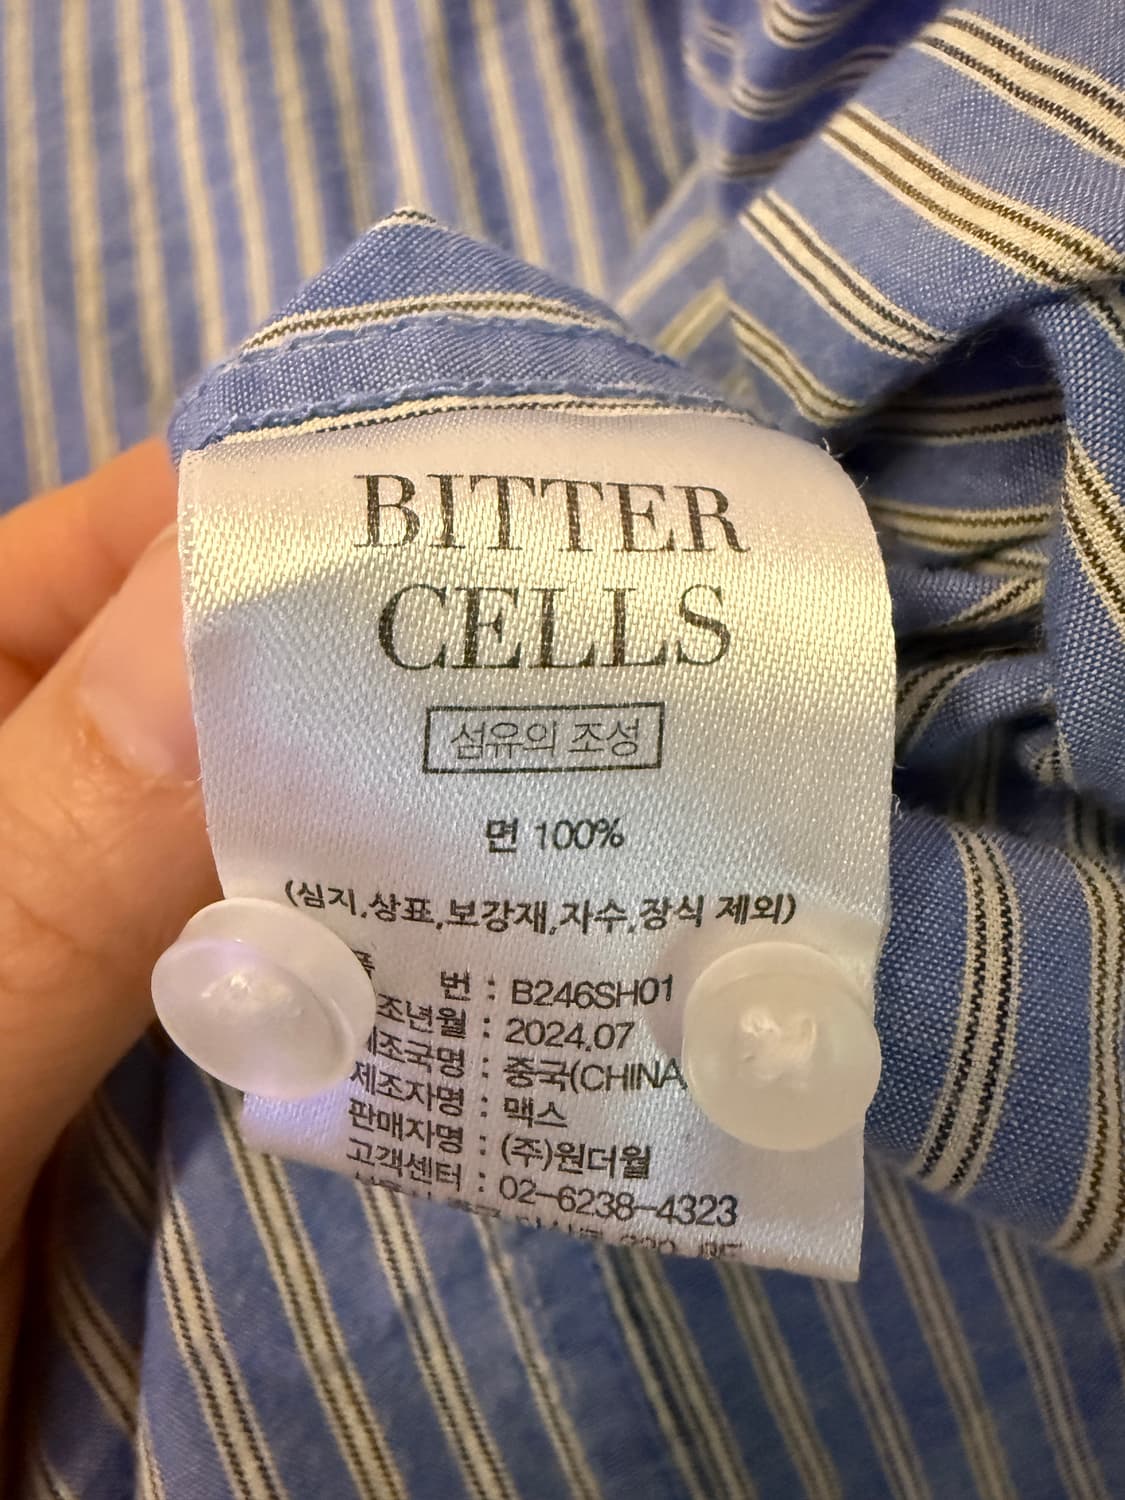 BITTER
CELLS
섬유의 조성
면 100%
(심지,상표,보강재,자수,장식 제외)
번 : B246SH01
조년월 : 2024.07
제조국명 : 중국(CHINA
제조자명 : 맥스
판매자명 : (주)원더월
고객센터 : 02-6238-4323